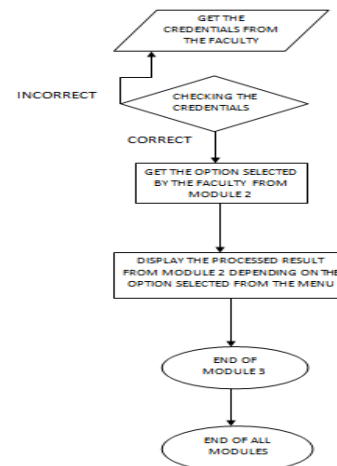 GET THE
CREDENTIALS FROM
THE FACULTY
INCORRECT
CHECKING THE
CREDENTIALS
CORRECT
GET THE OPTION SELECTED
BY THE FACULTY FROM
MODULE 2
DISPLAY THE PROCESSED RESULT
FROM MODULE 2 DEPENDING ON THE
OPTION SELECTED FROM THE MENU
END OF
MODULE 3
END OF ALL
MODULES